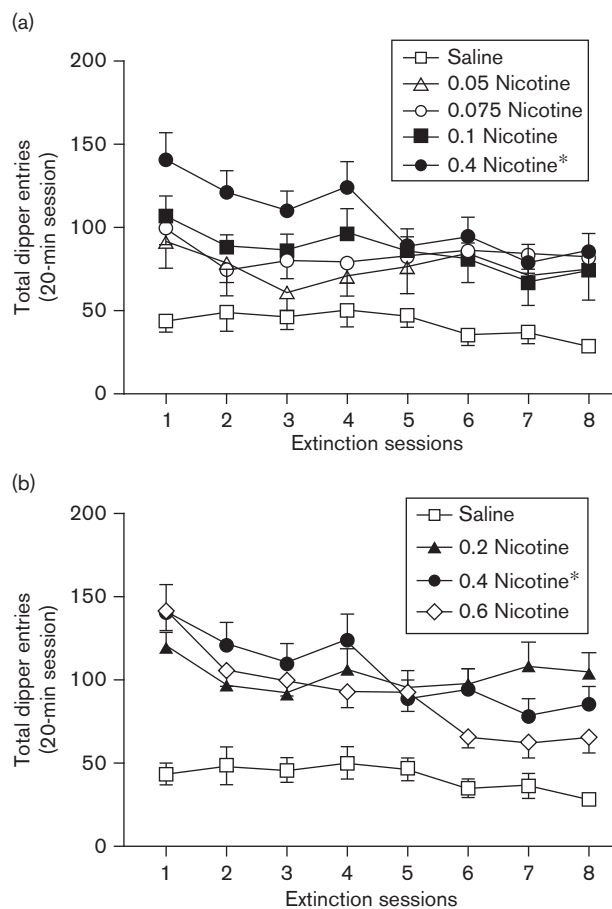 (a)
200
150
100
50
0
Total dipper entries
(20-min session)
Saline
0.05 Nicotine
0.075 Nicotine
0.1 Nicotine
0.4 Nicotine*
1 2 3 4 5 6 7 8
Extinction sessions
(b)
200
150
100
50
0
Total dipper entries
(20-min session)
Saline
0.2 Nicotine
0.4 Nicotine*
0.6 Nicotine
1 2 3 4 5 6 7 8
Extinction sessions